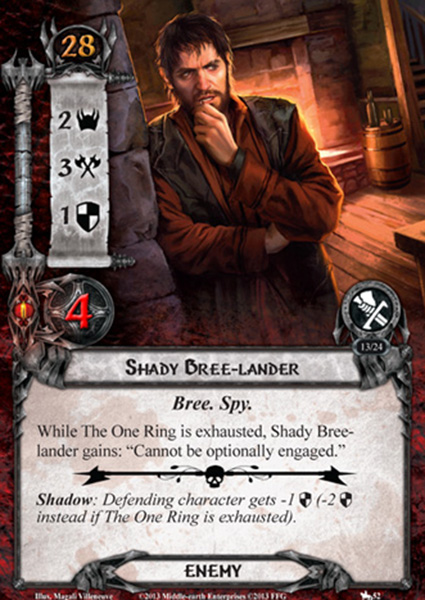 28
2
3
1
4
13/24
Shady Bree-lander
Bree. Spy.
While The One Ring is exhausted, Shady Bree-
lander gains: “Cannot be optionally engaged.”
Shadow: Defending character gets -1 (-2
instead if The One Ring is exhausted).
ENEMY
Illus. Magali Villeneuve ©2013 Middle-earth Enterprises ©2013 FFG 52